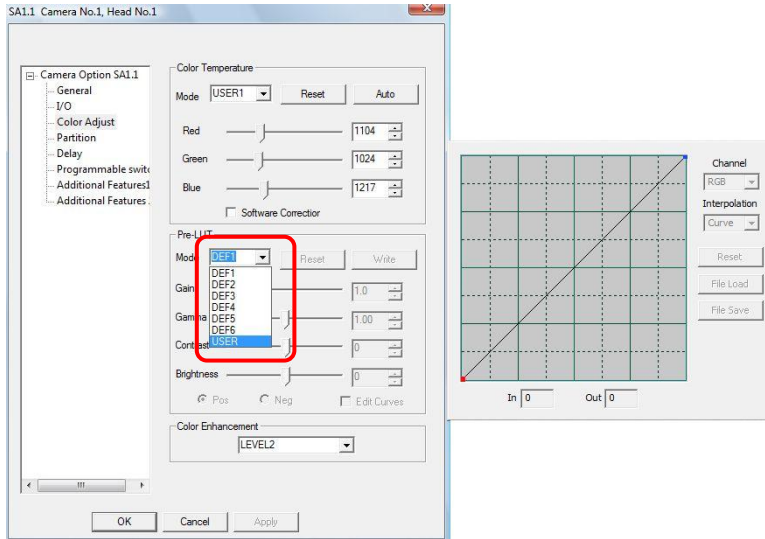 SA1.1 Camera No.1, Head No.1
Camera Option SA1.1
General
I/O
Color Adjust
Partition
Delay
Programmable switc
Additional Features1
Additional Features
Color Temperature
Mode USER1 Reset Auto
Red 1104
Green 1024
Blue 1217
Software Correctior
Pre-LUT
Mode DEF1 Reset Write
DEF1
DEF2
DEF3
DEF4
DEF5
DEF6
USER
Gain 1.0
Gamma 1.00
Contrast 0
Brightness 0
Pos Neg Edit Curves
Color Enhancement
LEVEL2
OK Cancel Apply
Channel
RGB
Interpolation
Curve
Reset
File Load
File Save
In 0 Out 0